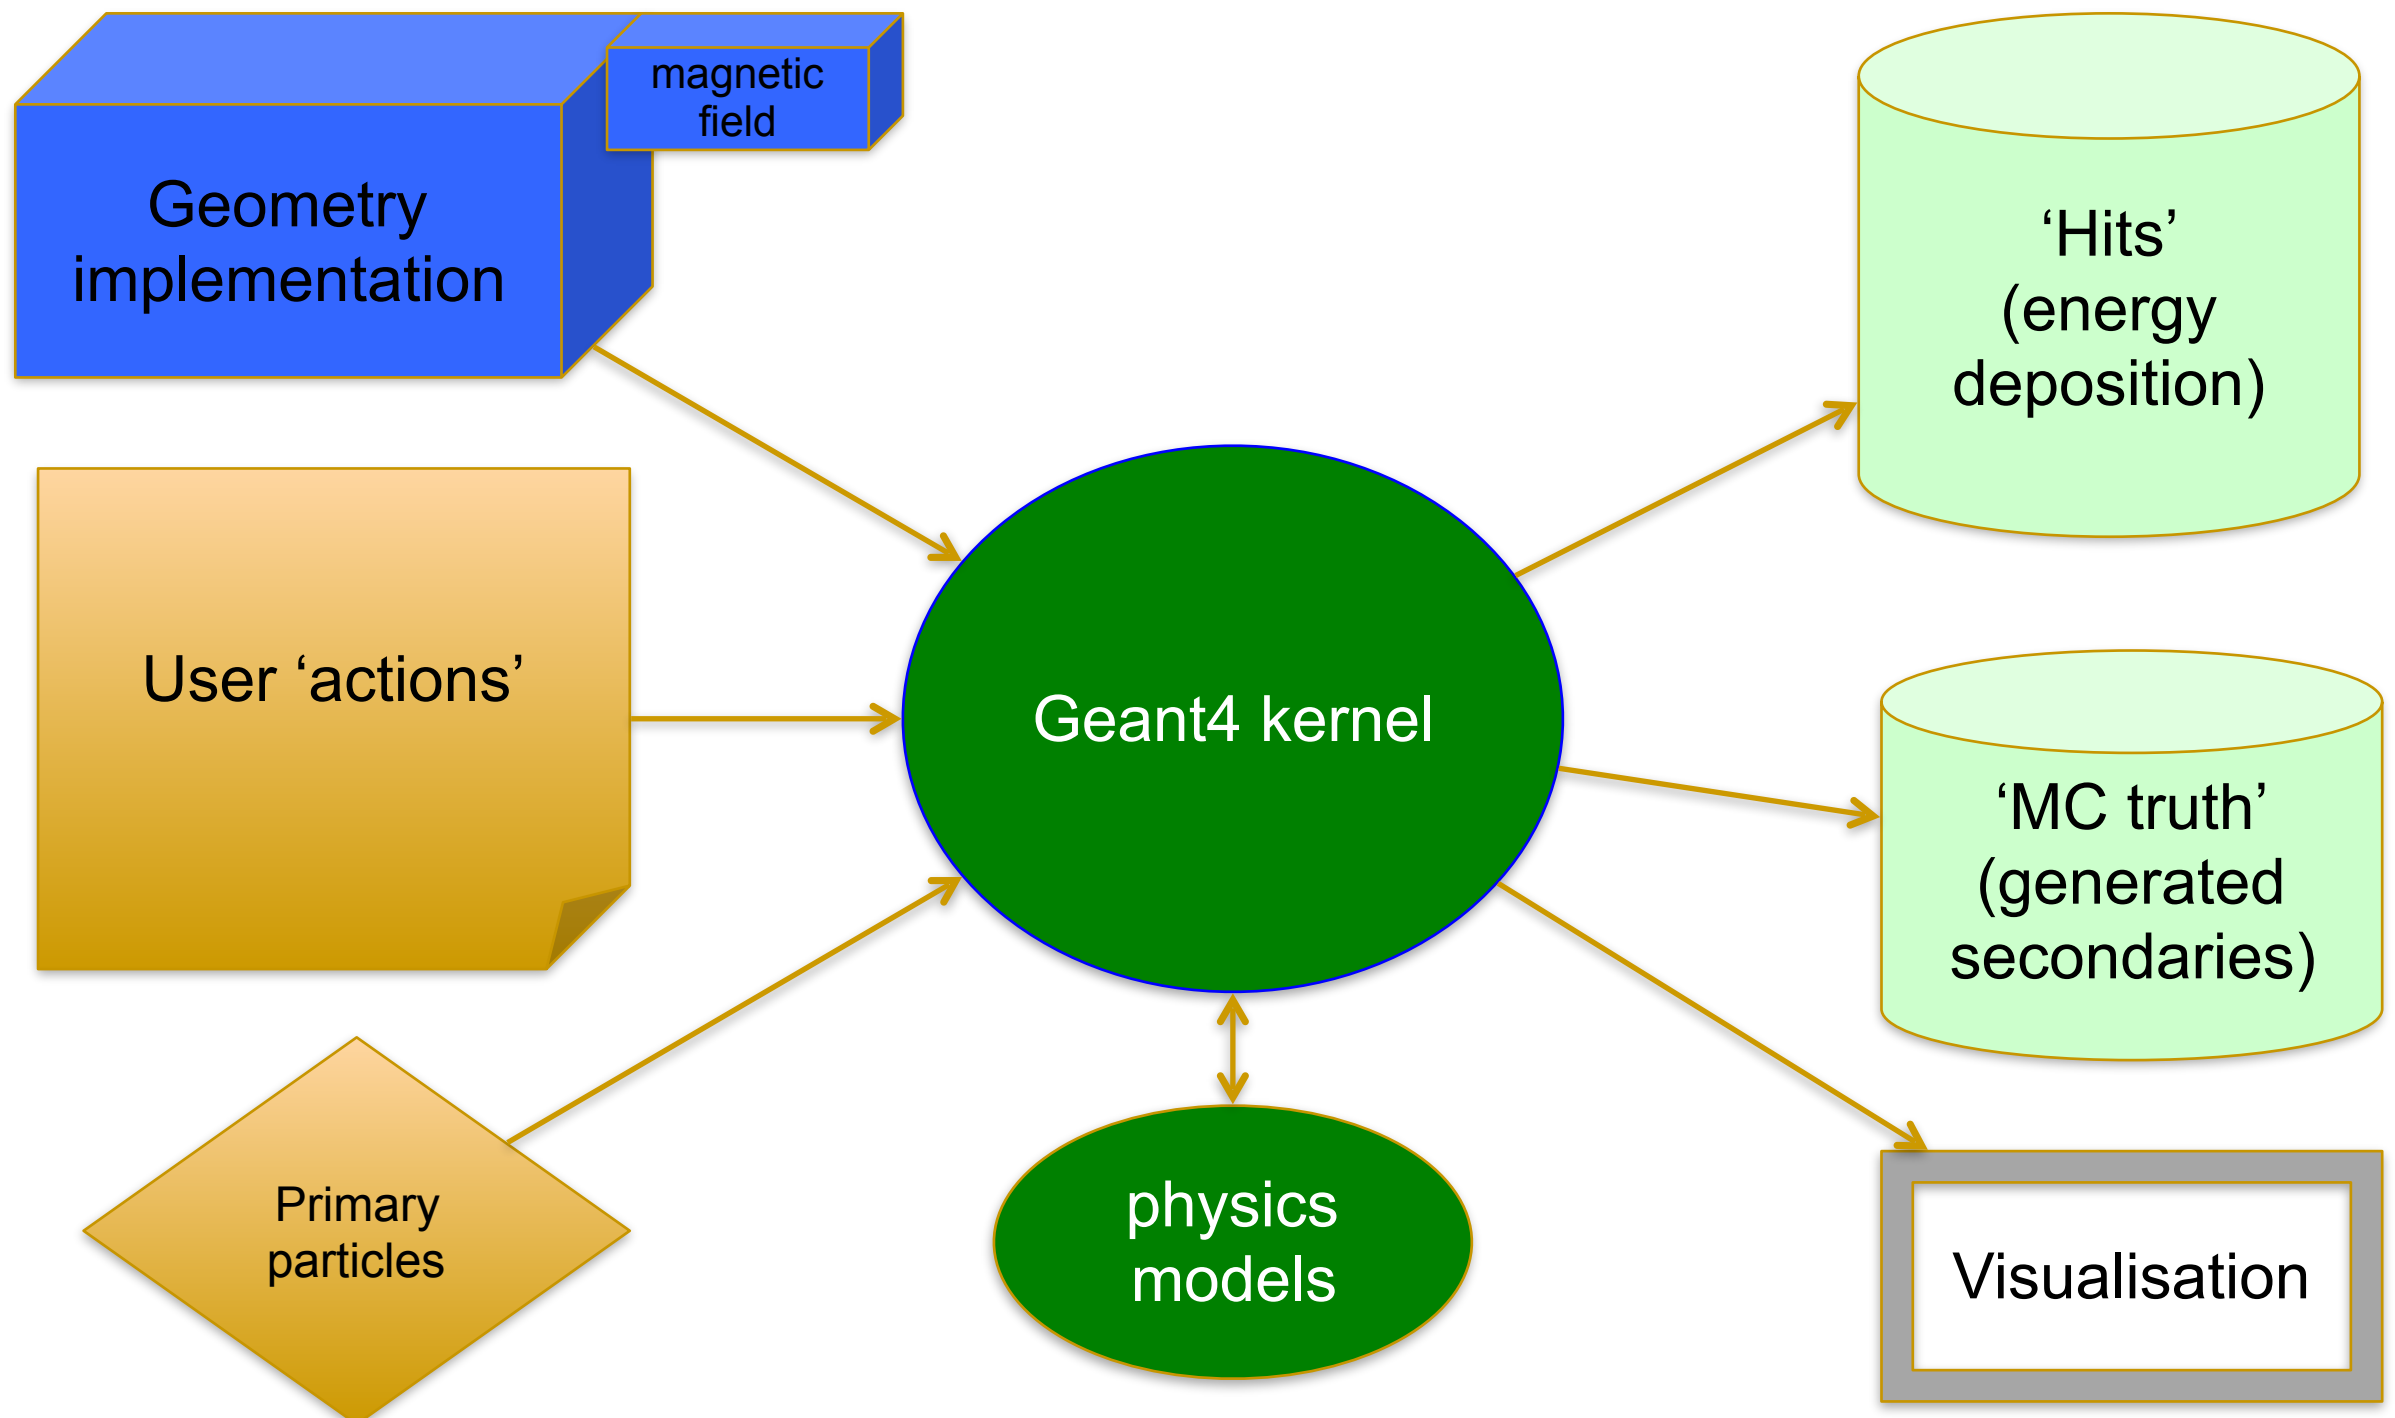 magnetic
field
Geometry
implementation
‘Hits’
(energy
deposition)
User ‘actions’
Geant4 kernel
‘MC truth’
(generated
secondaries)
Primary
particles
physics
models
Visualisation